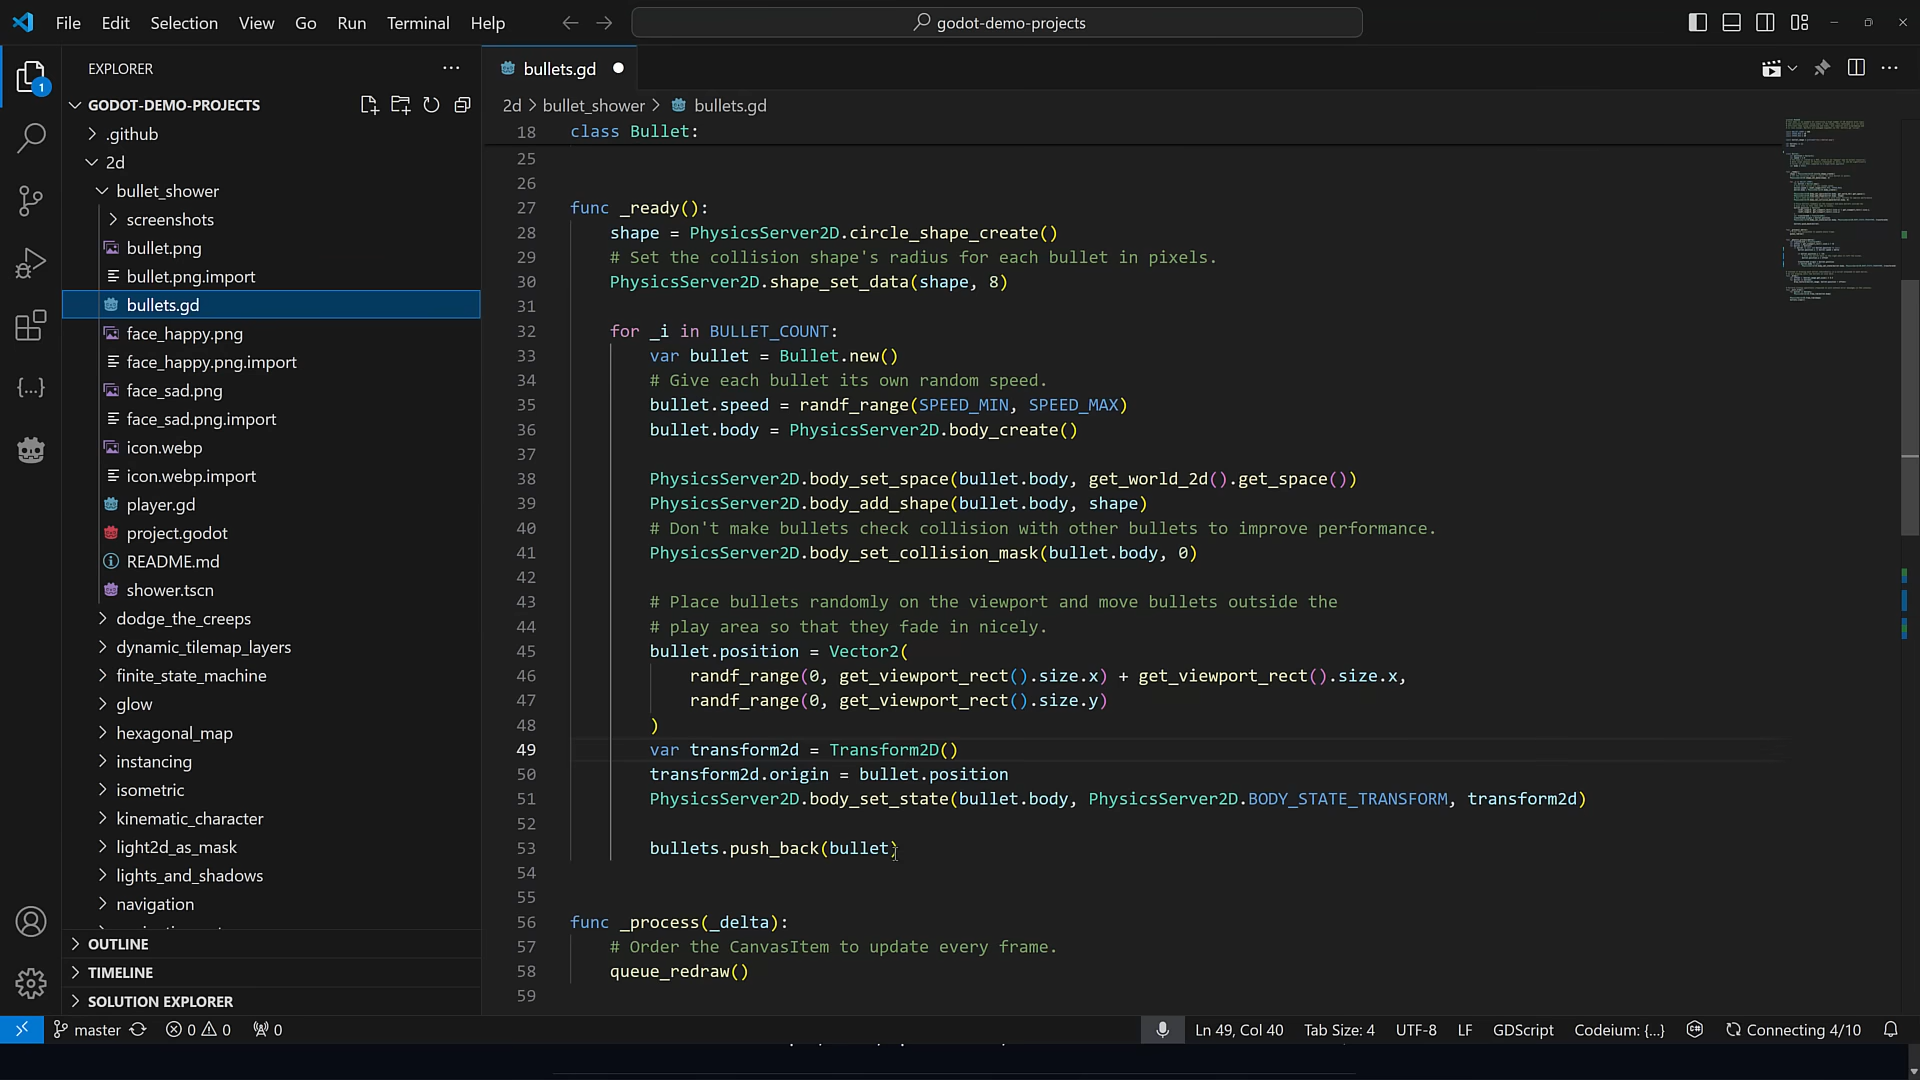 File Edit Selection View Go Run Terminal Help
godot-demo-projects
EXPLORER
GODOT-DEMO-PROJECTS
.github
2d
bullet_shower
screenshots
bullet.png
bullet.png.import
bullets.gd
face_happy.png
face_happy.png.import
face_sad.png
face_sad.png.import
icon.webp
icon.webp.import
player.gd
project.godot
README.md
shower.tscn
dodge_the_creeps
dynamic_tilemap_layers
finite_state_machine
glow
hexagonal_map
instancing
isometric
kinematic_character
light2d_as_mask
lights_and_shadows
navigation
OUTLINE
TIMELINE
SOLUTION EXPLORER
1
bullets.gd
2d > bullet_shower > bullets.gd
18 class Bullet:
25
26
27 func _ready():
28 shape = PhysicsServer2D.circle_shape_create()
29 # Set the collision shape's radius for each bullet in pixels.
30 PhysicsServer2D.shape_set_data(shape, 8)
31
32 for _i in BULLET_COUNT:
33 var bullet = Bullet.new()
34 # Give each bullet its own random speed.
35 bullet.speed = randf_range(SPEED_MIN, SPEED_MAX)
36 bullet.body = PhysicsServer2D.body_create()
37
38 PhysicsServer2D.body_set_space(bullet.body, get_world_2d().get_space())
39 PhysicsServer2D.body_add_shape(bullet.body, shape)
40 # Don't make bullets check collision with other bullets to improve performance.
41 PhysicsServer2D.body_set_collision_mask(bullet.body, 0)
42
43 # Place bullets randomly on the viewport and move bullets outside the
44 # play area so that they fade in nicely.
45 bullet.position = Vector2(
46 randf_range(0, get_viewport_rect().size.x) + get_viewport_rect().size.x,
47 randf_range(0, get_viewport_rect().size.y)
48 )
49 var transform2d = Transform2D()
50 transform2d.origin = bullet.position
51 PhysicsServer2D.body_set_state(bullet.body, PhysicsServer2D.BODY_STATE_TRANSFORM, transform2d)
52
53 bullets.push_back(bullet)
54
55
56 func _process(_delta):
57 # Order the CanvasItem to update every frame.
58 queue_redraw()
59
master 0 0 0 Ln 49, Col 40 Tab Size: 4 UTF-8 LF GDScript Codeium: {...} Connecting 4/10